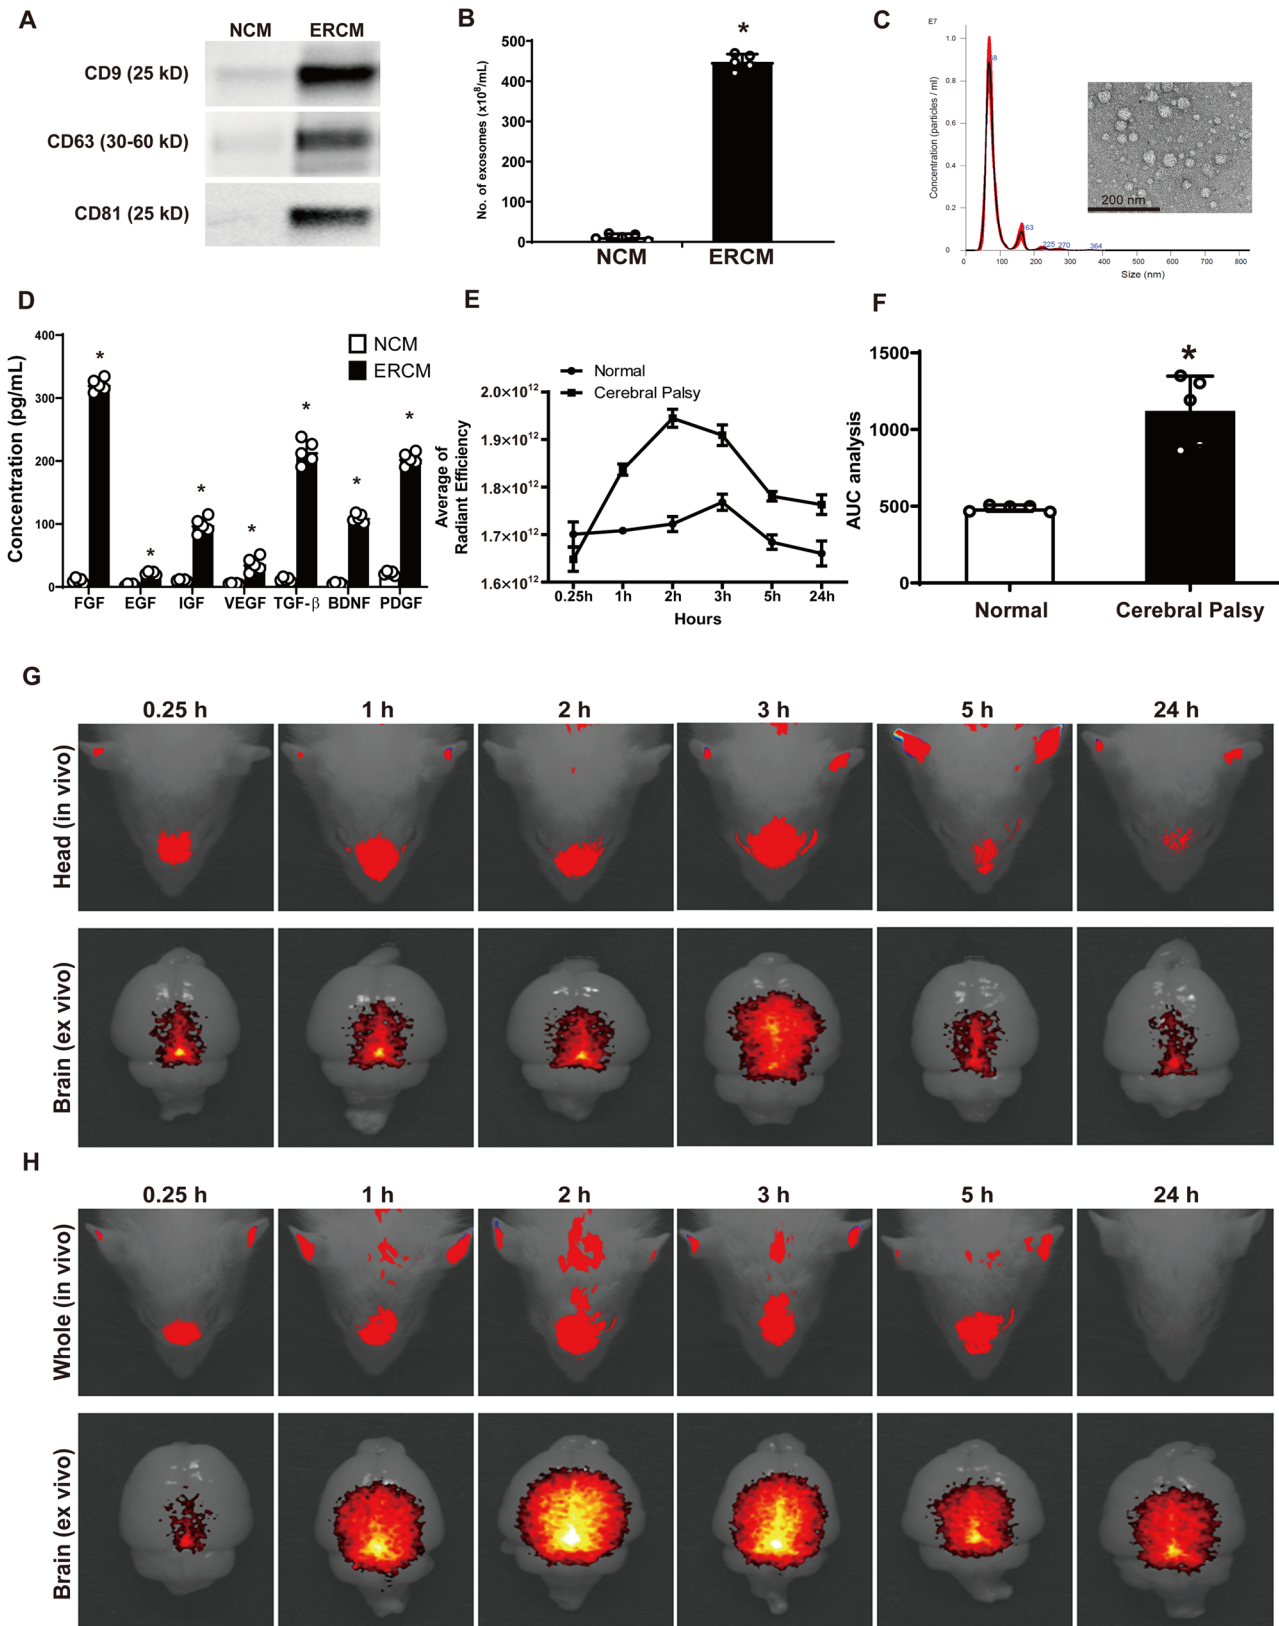 A
NCM ERCM
CD9 (25 kD)
CD63 (30-60 kD)
CD81 (25 kD)
B
*
No. of exosomes (x10⁸/mL)
500
400
300
200
100
0
NCM ERCM
C
E7
Concentration (particles / ml)
1.0
0.8
0.6
0.4
0.2
0
63
225 270 364
200 nm
0 100 200 300 400 500 600 700 800
Size (nm)
D
Concentration (pg/mL)
400
300
200
100
0
NCM
ERCM
* * * * * * *
FGF EGF IGF VEGF TGF-β BDNF PDGF
E
Normal
Cerebral Palsy
Average of
Radiant Efficiency
2.0×10¹²
1.9×10¹²
1.8×10¹²
1.7×10¹²
1.6×10¹²
0.25h 1h 2h 3h 5h 24h
Hours
F
*
AUC analysis
1500
1000
500
0
Normal Cerebral Palsy
G
0.25 h 1 h 2 h 3 h 5 h 24 h
Head (in vivo)
Brain (ex vivo)
H
0.25 h 1 h 2 h 3 h 5 h 24 h
Whole (in vivo)
Brain (ex vivo)